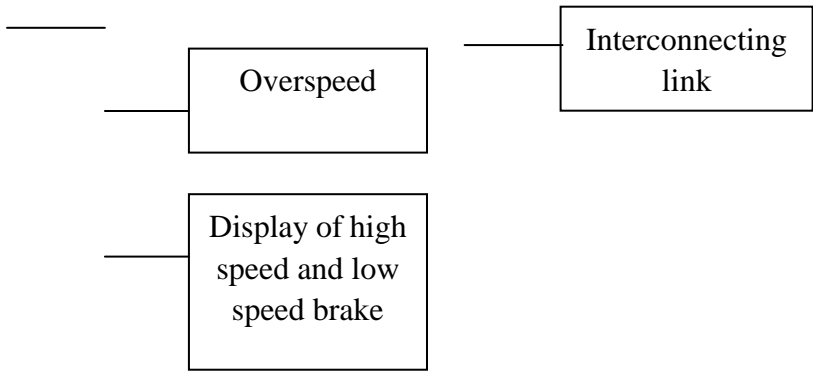 Interconnecting
link
Overspeed
Display of high
speed and low
speed brake